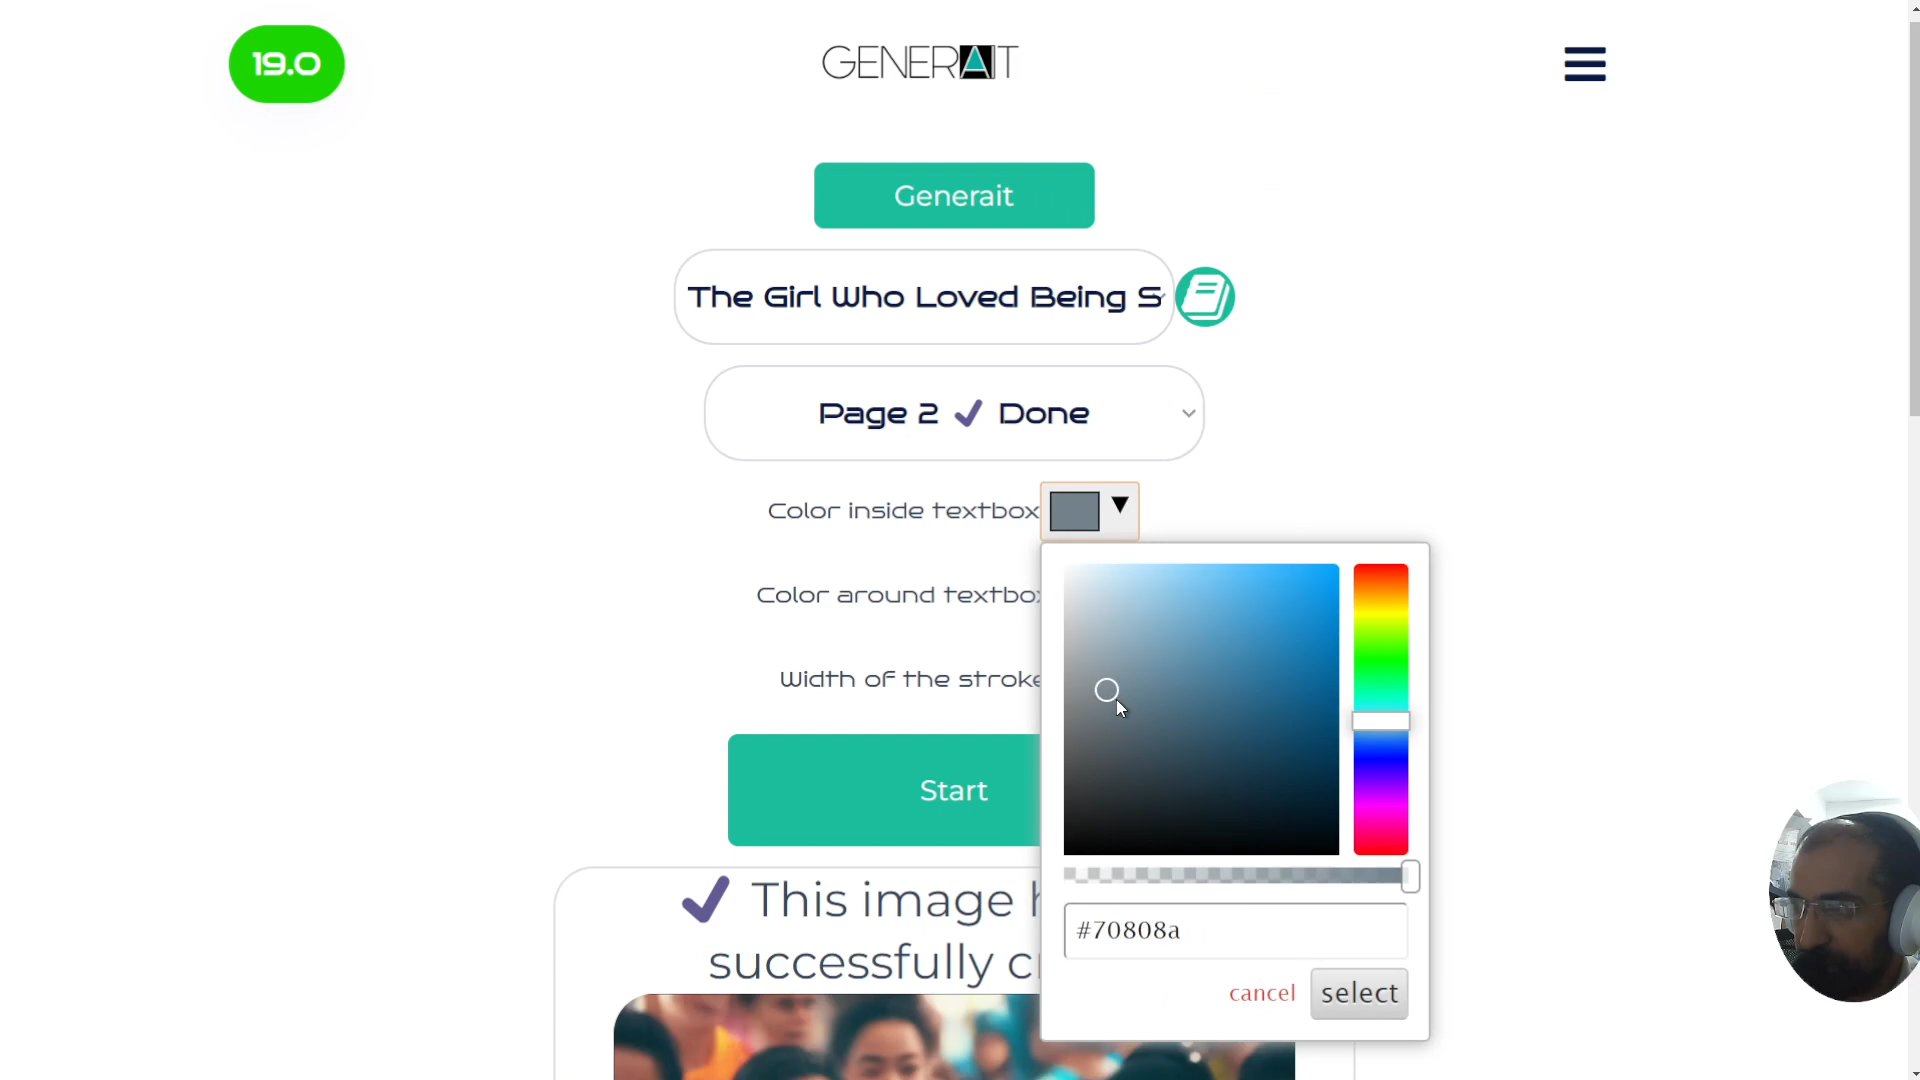 19.0
GENERAIT
Generait
The Girl Who Loved Being S
Page 2 ✔ Done
Color inside textbox
Color around textbox
Width of the stroke
Start
✔ This image
successfully
#70808a
cancel select